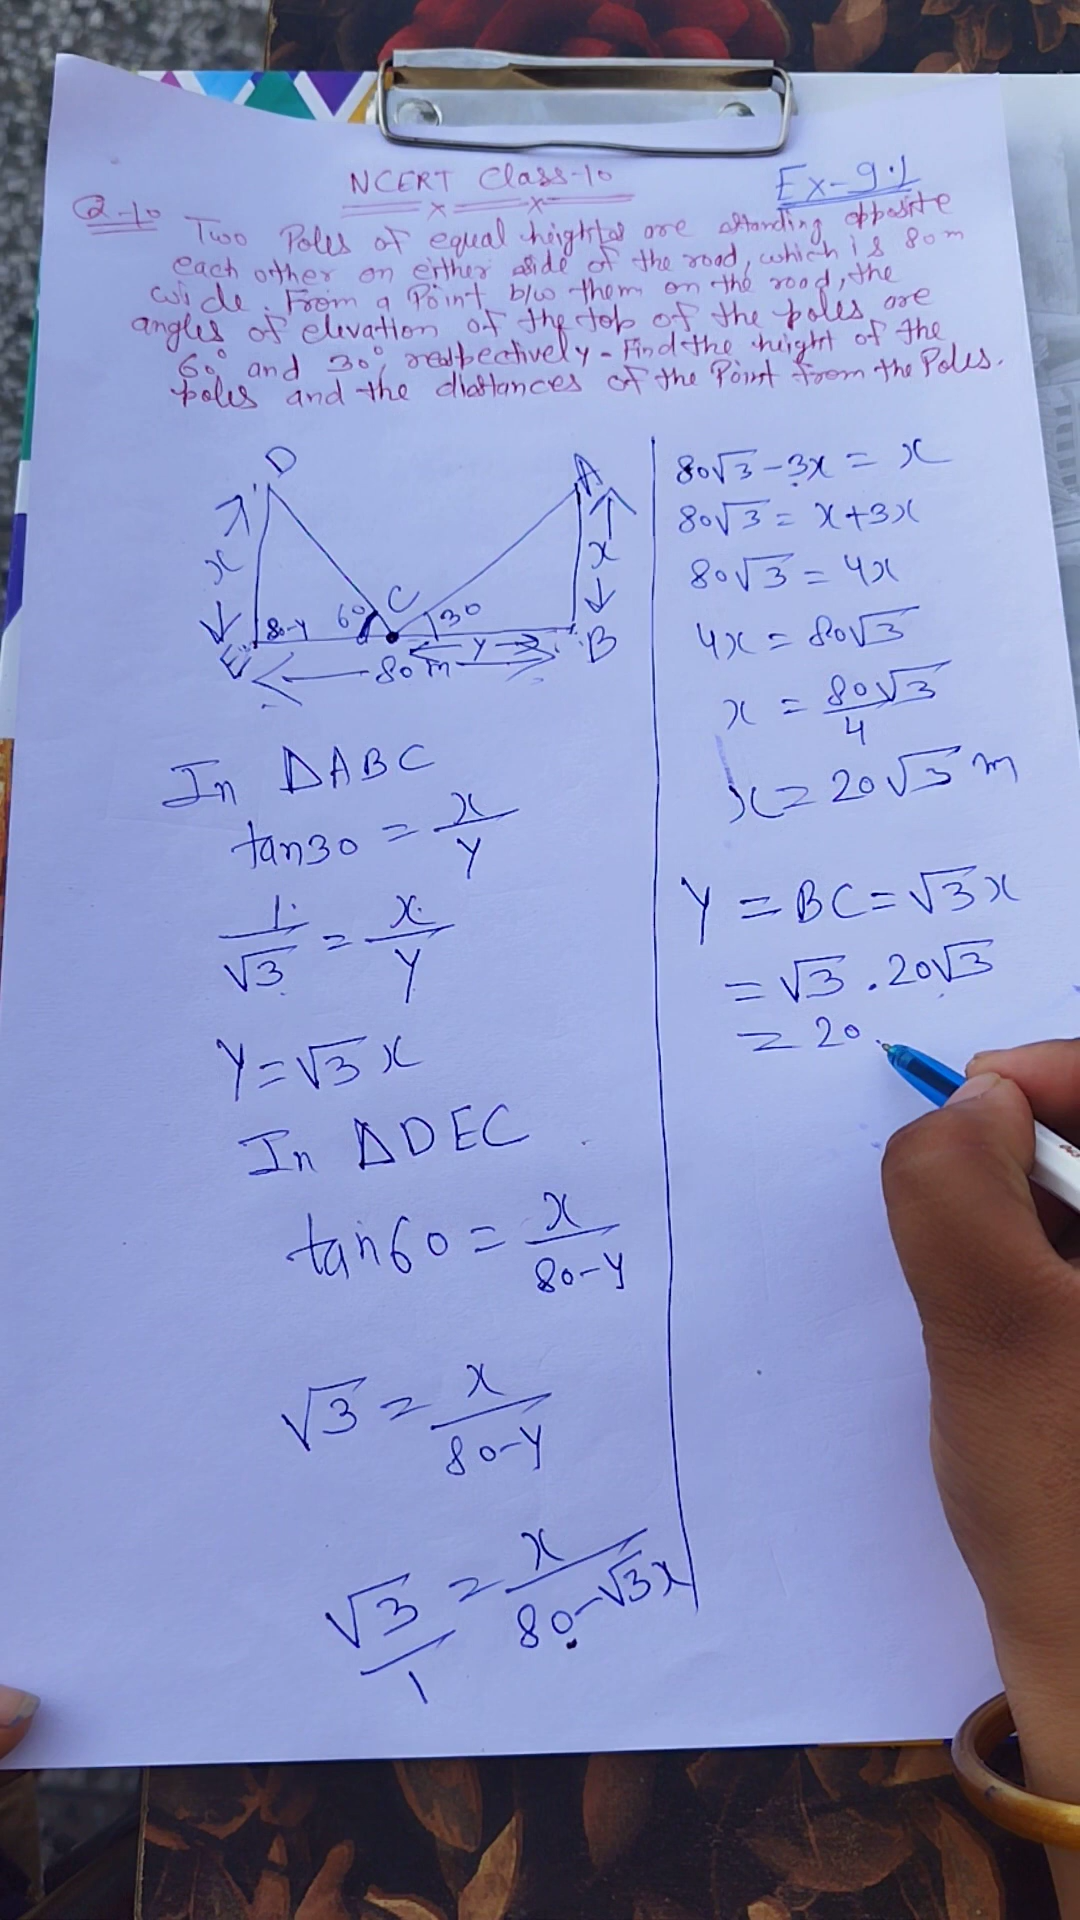 NCERT Class-10
Ex-9.1
Q-10 Two Poles of equal heights are standing opposite
each other on either side of the road, which is 80m
wide. From a Point b/w them on the road, the
angles of elevation of the top of the poles are
60° and 30°, respectively. Find the height of the
poles and the distances of the Point from the Poles.
D
A
x
x
60
C
30
80-y
E
y
B
80 m
In ΔABC
tan30 = x/y
1/√3 = x/y
y = √3 x
In ΔDEC
tan60 = x/80-y
√3 = x/80-y
√3/1 = x/80-√3x
80√3 - 3x = x
80√3 = x+3x
80√3 = 4x
4x = 80√3
x = 80√3/4
x = 20√3 m
y = BC = √3x
= √3 . 20√3
= 20.